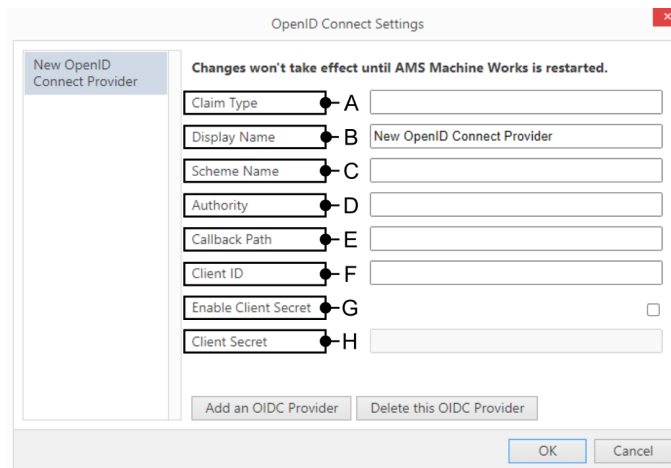 OpenID Connect Settings
×
New OpenID
Connect Provider
Changes won't take effect until AMS Machine Works is restarted.
Claim Type A
Display Name B New OpenID Connect Provider
Scheme Name C
Authority D
Callback Path E
Client ID F
Enable Client Secret G
Client Secret H
Add an OIDC Provider Delete this OIDC Provider
OK Cancel